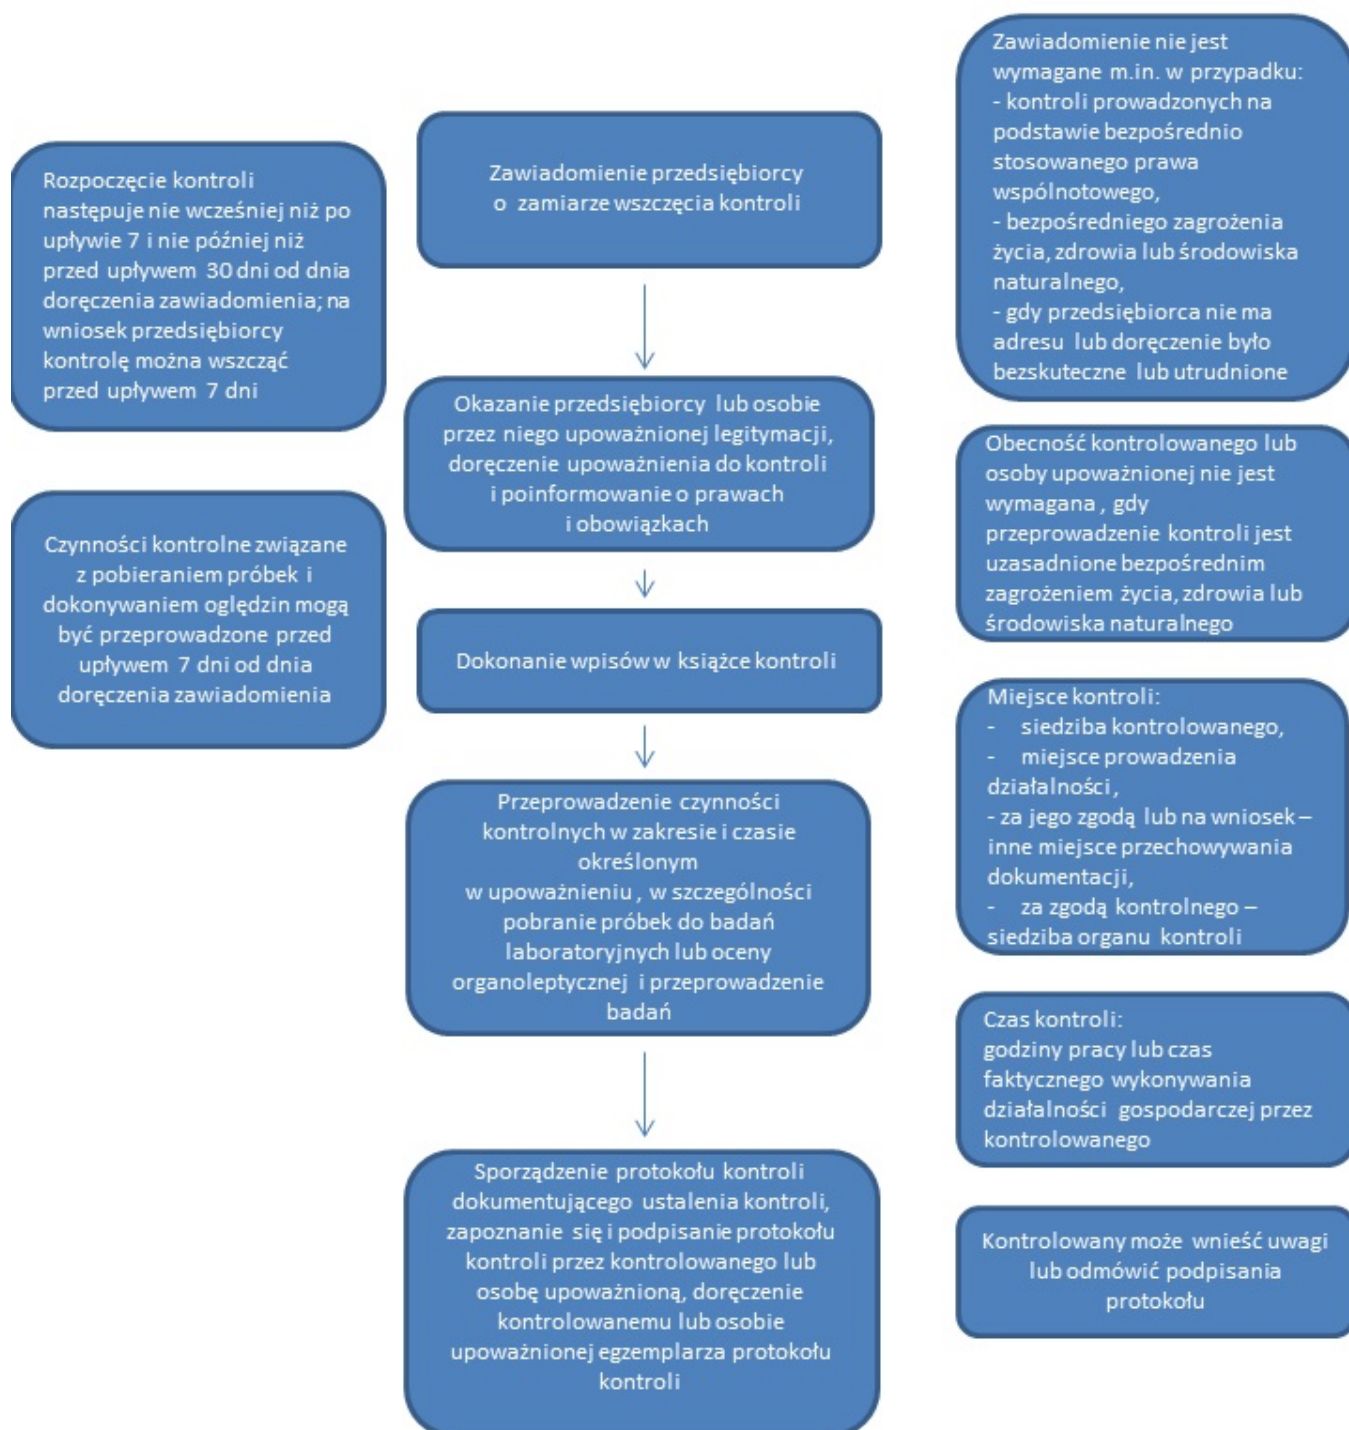 Rozpoczęcie kontroli
następuje nie wcześniej niż po
upływie 7 i nie później niż
przed upływem 30 dni od dnia
doręczenia zawiadomienia; na
wniosek przedsiębiorcy
kontrolę można wszcząć
przed upływem 7 dni
Czynności kontrolne związane
z pobieraniem próbek i
dokonywaniem oględzin mogą
być przeprowadzone przed
upływem 7 dni od dnia
doręczenia zawiadomienia
Zawiadomienie przedsiębiorcy
o zamiarze wszczęcia kontroli
Okazanie przedsiębiorcy lub osobie
przez niego upoważnionej legitymacji,
doręczenie upoważnienia do kontroli
i poinformowanie o prawach
i obowiązkach
Dokonanie wpisów w książce kontroli
Przeprowadzenie czynności
kontrolnych w zakresie i czasie
określonym
w upoważnieniu , w szczególności
pobranie próbek do badań
laboratoryjnych lub oceny
organoleptycznej i przeprowadzenie
badań
Sporządzenie protokołu kontroli
dokumentującego ustalenia kontroli,
zapoznanie się i podpisanie protokołu
kontroli przez kontrolowanego lub
osobę upoważnioną, doręczenie
kontrolowanemu lub osobie
upoważnionej egzemplarza protokołu
kontroli
Zawiadomienie nie jest
wymagane m.in. w przypadku:
- kontroli prowadzonych na
podstawie bezpośrednio
stosowanego prawa
wspólnotowego,
- bezpośredniego zagrożenia
życia, zdrowia lub środowiska
naturalnego,
- gdy przedsiębiorca nie ma
adresu lub doręczenie było
bezskuteczne lub utrudnione
Obecność kontrolowanego lub
osoby upoważnionej nie jest
wymagana , gdy
przeprowadzenie kontroli jest
uzasadnione bezpośrednim
zagrożeniem życia, zdrowia lub
środowiska naturalnego
Miejsce kontroli:
- siedziba kontrolowanego,
- miejsce prowadzenia
działalności,
- za jego zgodą lub na wniosek –
inne miejsce przechowywania
dokumentacji,
- za zgodą kontrolnego –
siedziba organu kontroli
Czas kontroli:
godziny pracy lub czas
faktycznego wykonywania
działalności gospodarczej przez
kontrolowanego
Kontrolowany może wnieść uwagi
lub odmówić podpisania
protokołu